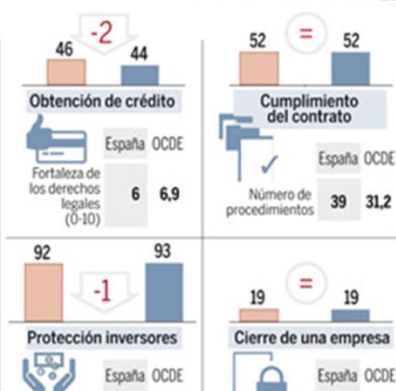 46
-2
44
Obtención de crédito
España OCDE
Fortaleza de
los derechos
legales
(0-10)
6 6,9
52
=
52
Cumplimiento
del contrato
España OCDE
Número de
procedimientos
39 31,2
92
-1
93
Protección inversores
España OCDE
19
=
19
Cierre de una empresa
España OCDE